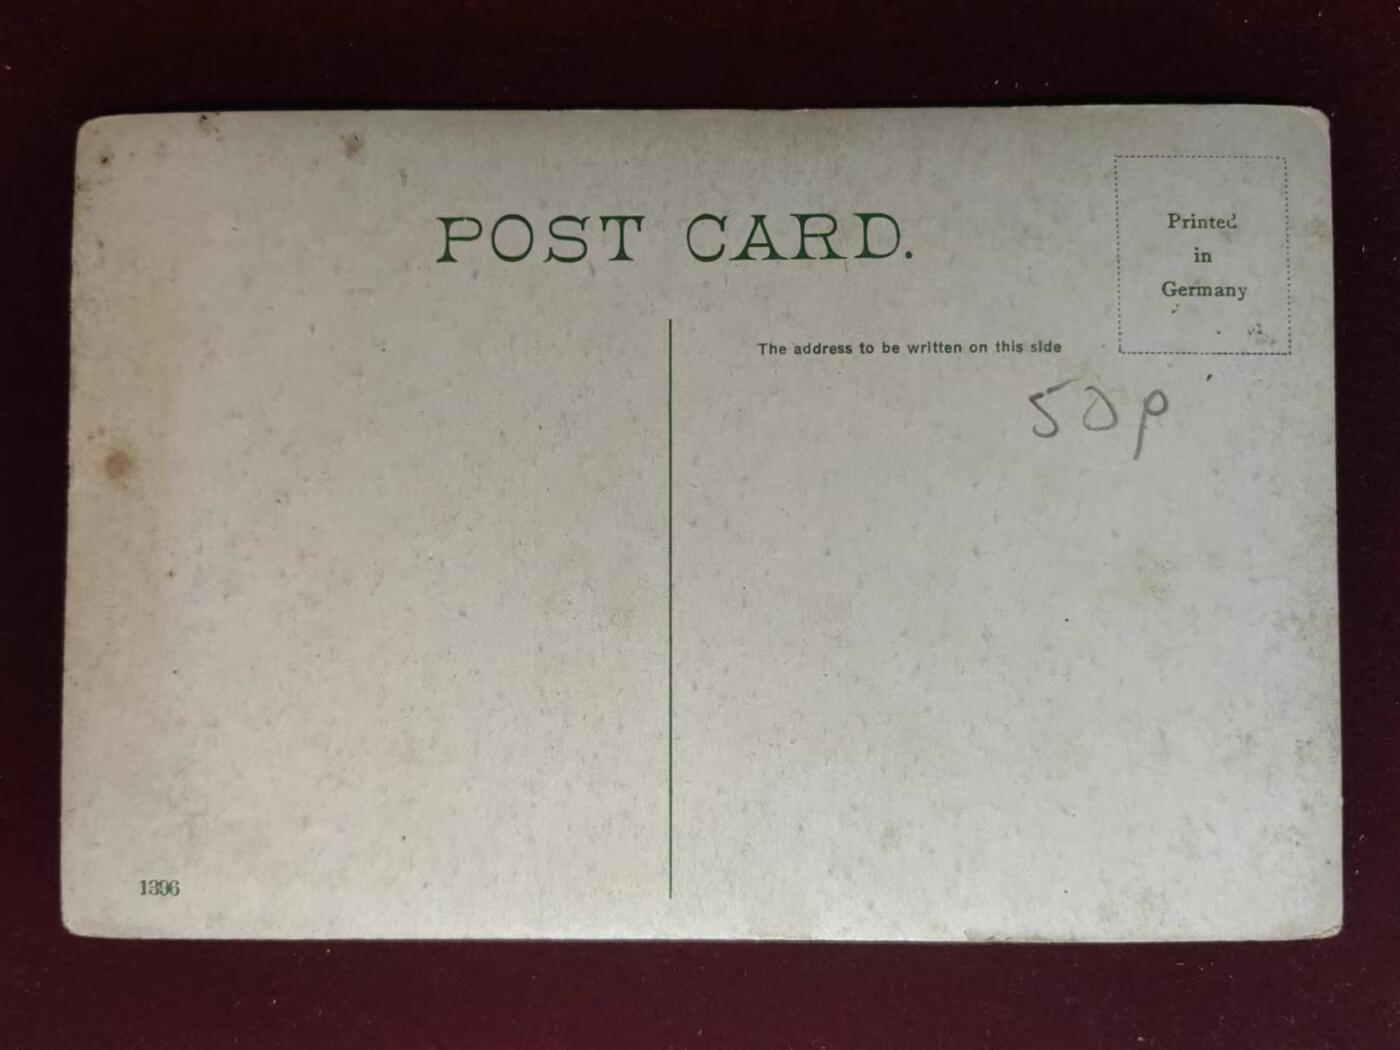 POST CARD.
Printed
in
Germany
The address to be written on this side
50p
1396